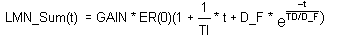 LMN_Sum(t) = GAIN * ER(0)(1 + 1/TI * t + D_F * e^(–t/(TD/D_F))